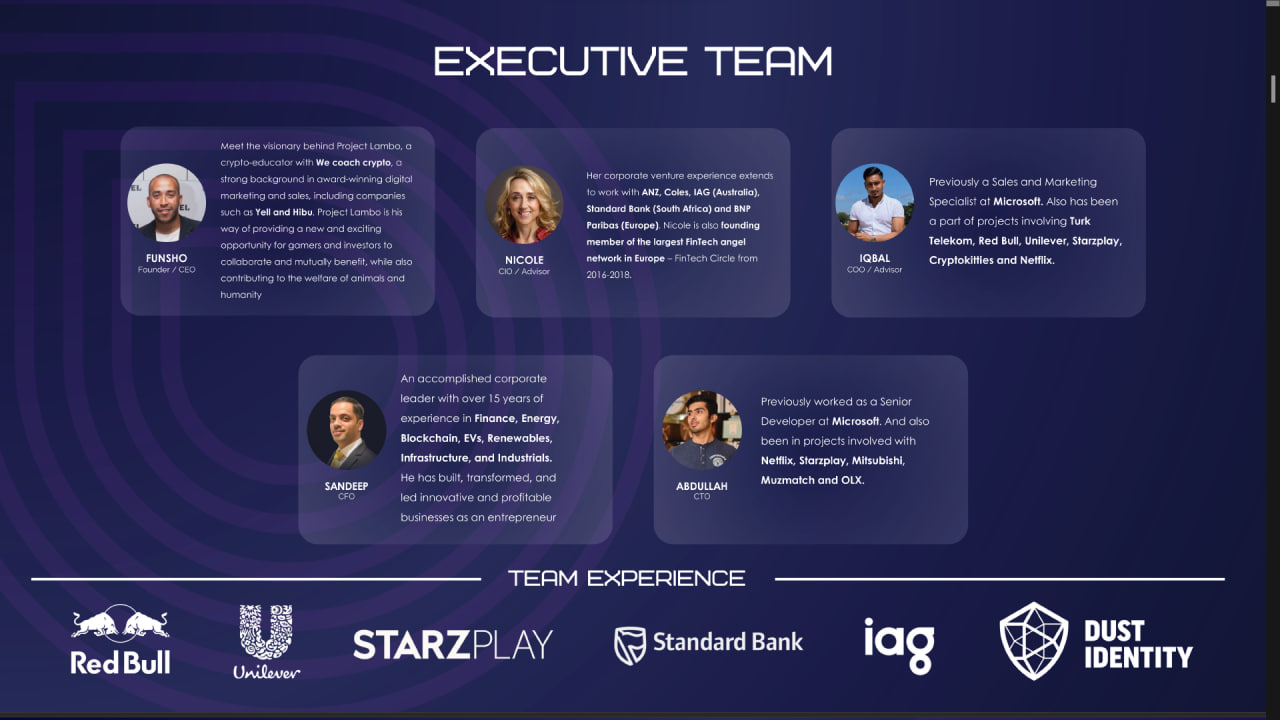 EXECUTIVE TEAM
Meet the visionary behind Project Lambo, a
crypto-educator with We coach crypto, a
strong background in award-winning digital
marketing and sales, including companies
such as Yell and Hibu. Project Lambo is his
way of providing a new and exciting
opportunity for gamers and investors to
collaborate and mutually benefit, while also
contributing to the welfare of animals and
humanity
FUNSHO
Founder / CEO
Her corporate venture experience extends
to work with ANZ, Coles, IAG (Australia),
Standard Bank (South Africa) and BNP
Paribas (Europe). Nicole is also founding
member of the largest FinTech angel
network in Europe – FinTech Circle from
2016-2018.
NICOLE
CIO / Advisor
Previously a Sales and Marketing
Specialist at Microsoft. Also has been
a part of projects involving Turk
Telekom, Red Bull, Unilever, Starzplay,
Cryptokitties and Netflix.
IQBAL
COO / Advisor
An accomplished corporate
leader with over 15 years of
experience in Finance, Energy,
Blockchain, EVs, Renewables,
Infrastructure, and Industrials.
He has built, transformed, and
led innovative and profitable
businesses as an entrepreneur
SANDEEP
CFO
Previously worked as a Senior
Developer at Microsoft. And also
been in projects involved with
Netflix, Starzplay, Mitsubishi,
Muzmatch and OLX.
ABDULLAH
CTO
TEAM EXPERIENCE
Red Bull
Unilever
STARZPLAY
Standard Bank
iag
DUST
IDENTITY